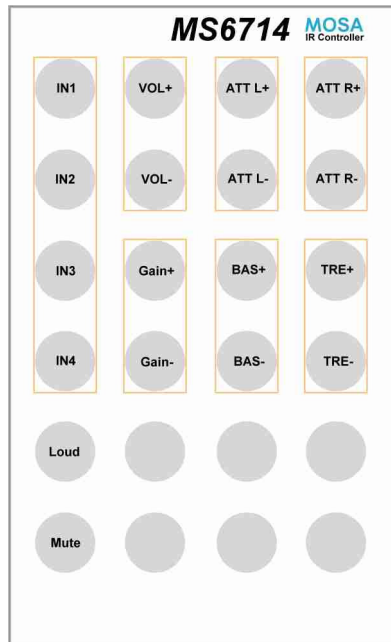 MS6714 MOSA
IR Controller
IN1 VOL+ ATT L+ ATT R+
IN2 VOL- ATT L- ATT R-
IN3 Gain+ BAS+ TRE+
IN4 Gain- BAS- TRE-
Loud
Mute